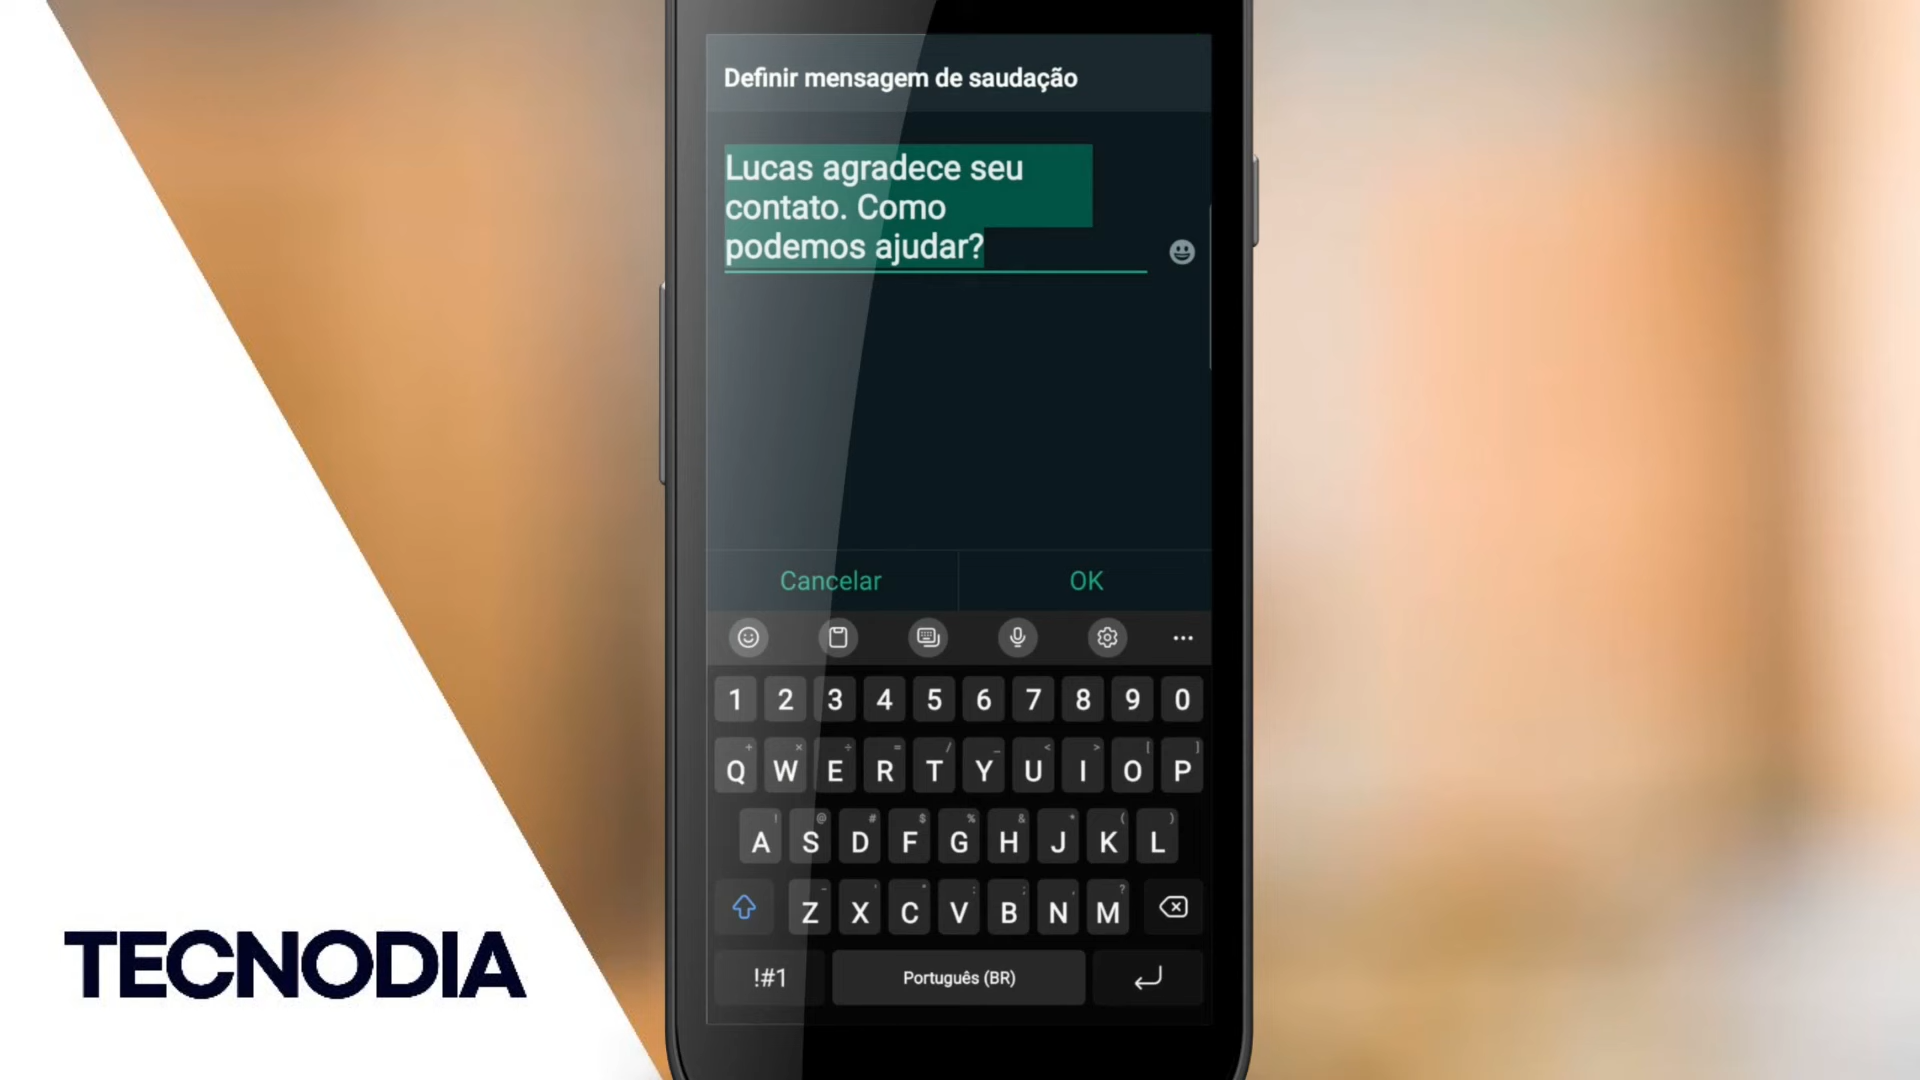 Definir mensagem de saudação
Lucas agradece seu
contato. Como
podemos ajudar?
Cancelar OK
1 2 3 4 5 6 7 8 9 0
+ × ÷ = / _ < > [ ]
Q W E R T Y U I O P
! @ # $ % & * ( )
A S D F G H J K L
- ' " : ; , ?
Z X C V B N M
!#1 Português (BR)
TECNODIA